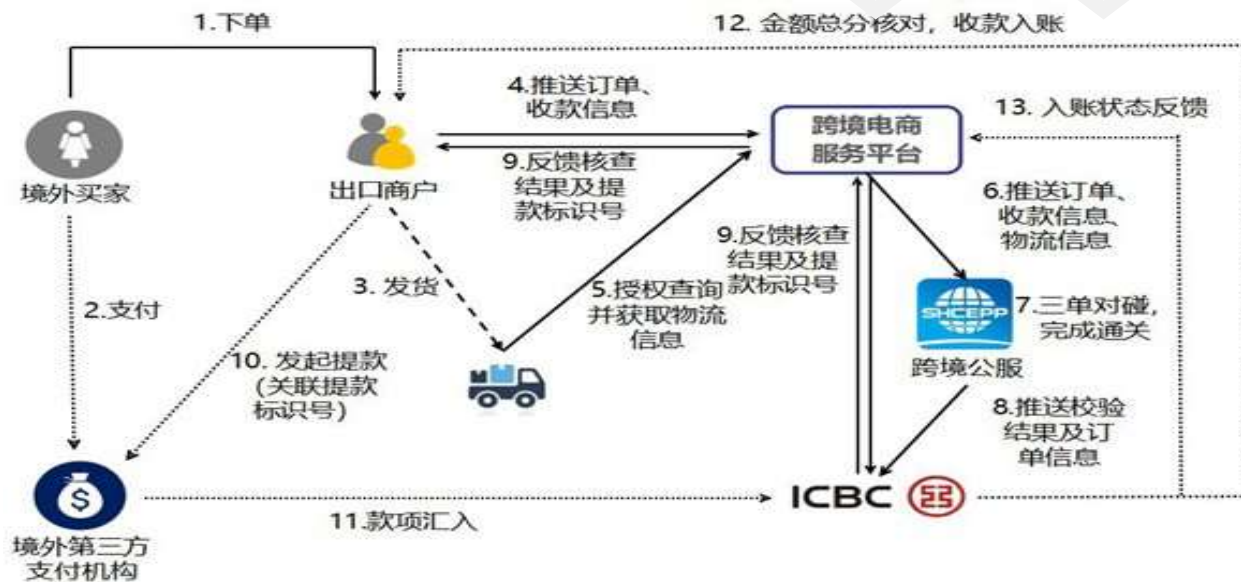 1.下单
12. 金额总分核对，收款入账
4.推送订单、
收款信息
跨境电商
服务平台
13. 入账状态反馈
境外买家
出口商户
9.反馈核查
结果及提
款标识号
6.推送订单、
收款信息、
物流信息
9.反馈核查
结果及提
款标识号
2.支付
3. 发货
5.授权查询
并获取物流
信息
SHCEPP
7.三单对碰，
完成通关
跨境公服
10. 发起提款
(关联提款
标识号)
8.推送校验
结果及订
单信息
$
ICBC
11.款项汇入
境外第三方
支付机构